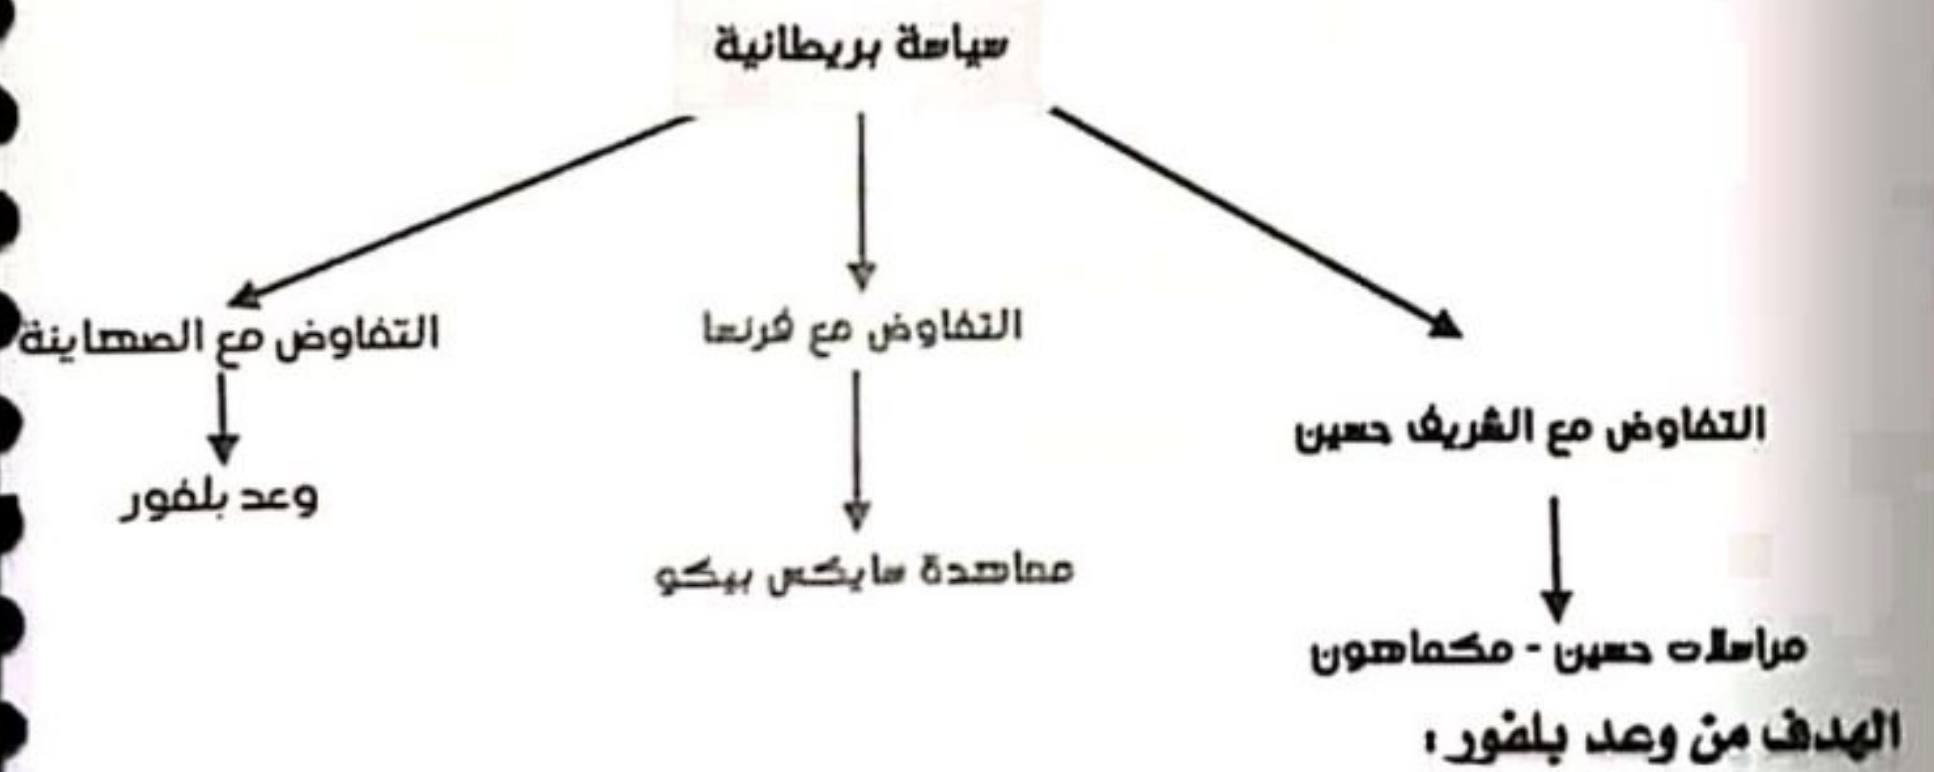 سياسة بريطانية
التفاوض مع الشريف حسين
مراسلات حسين - مكماهون
التفاوض مع فرنسا
معاهدة سايكس بيكو
التفاوض مع الصهاينة
وعد بلفور
الهدف من وعد بلفور :